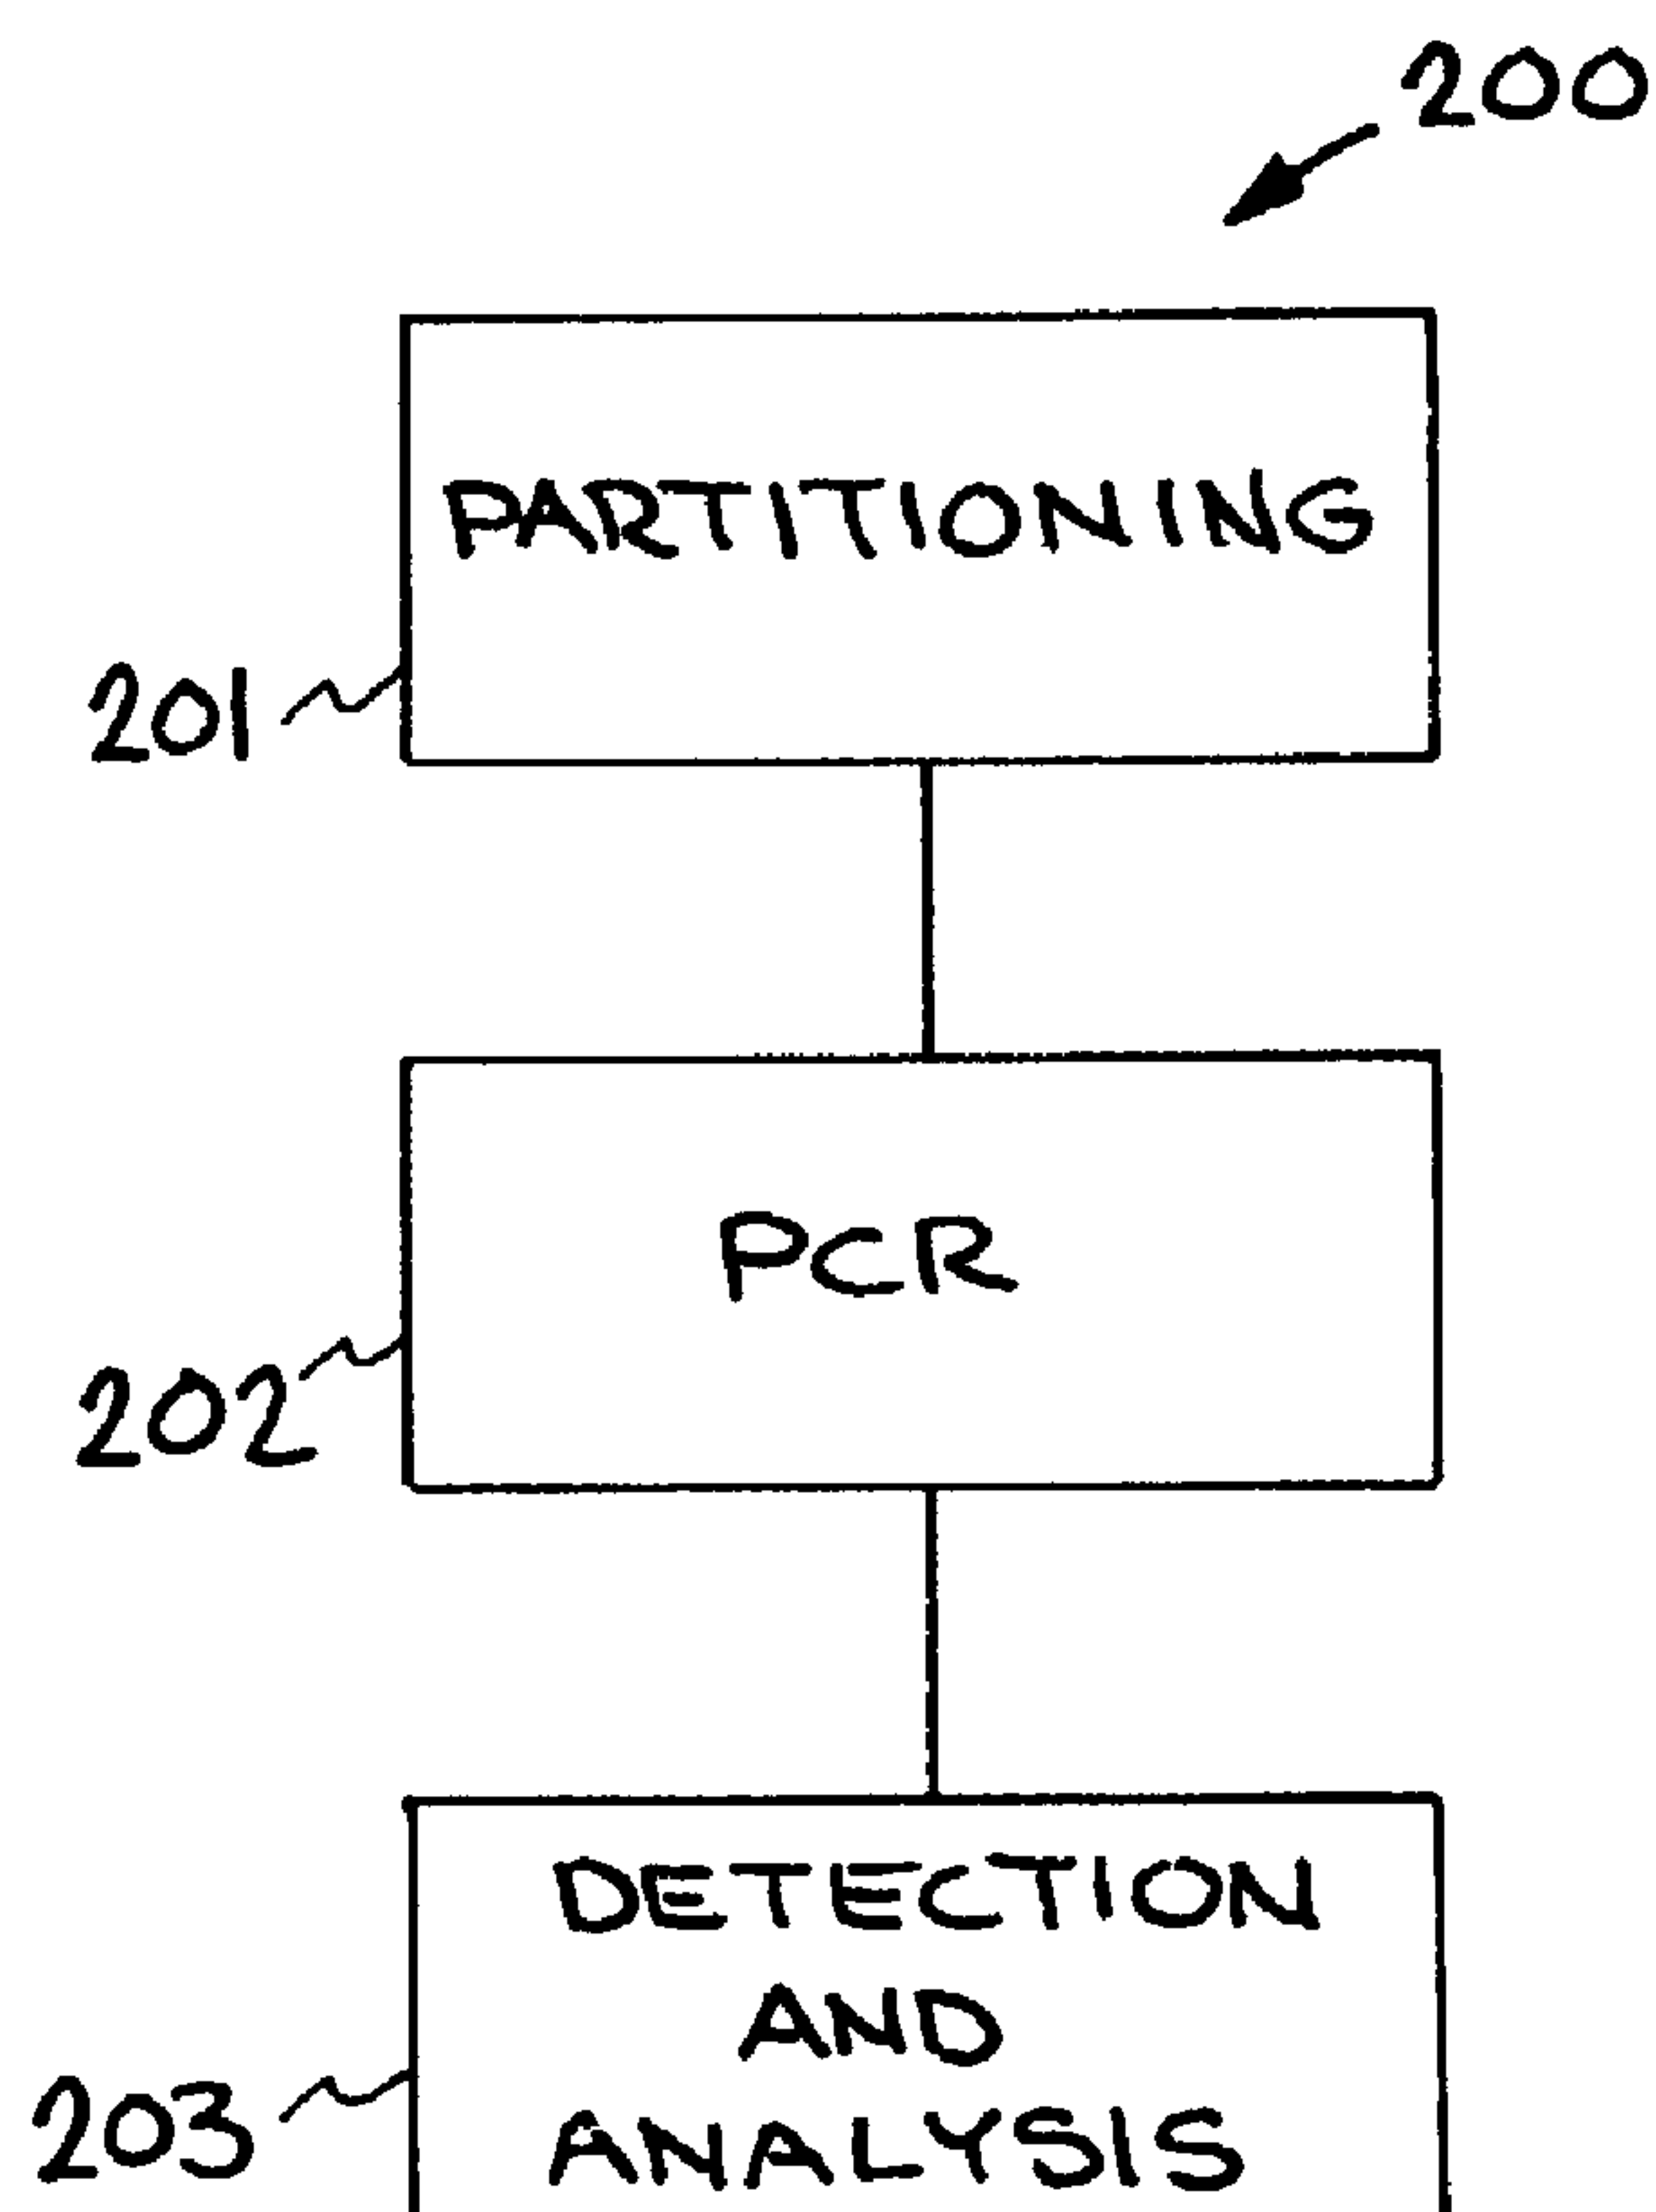 200
PARTITIONING
201
PCR
202
DETECTION
AND
ANALYSIS
203